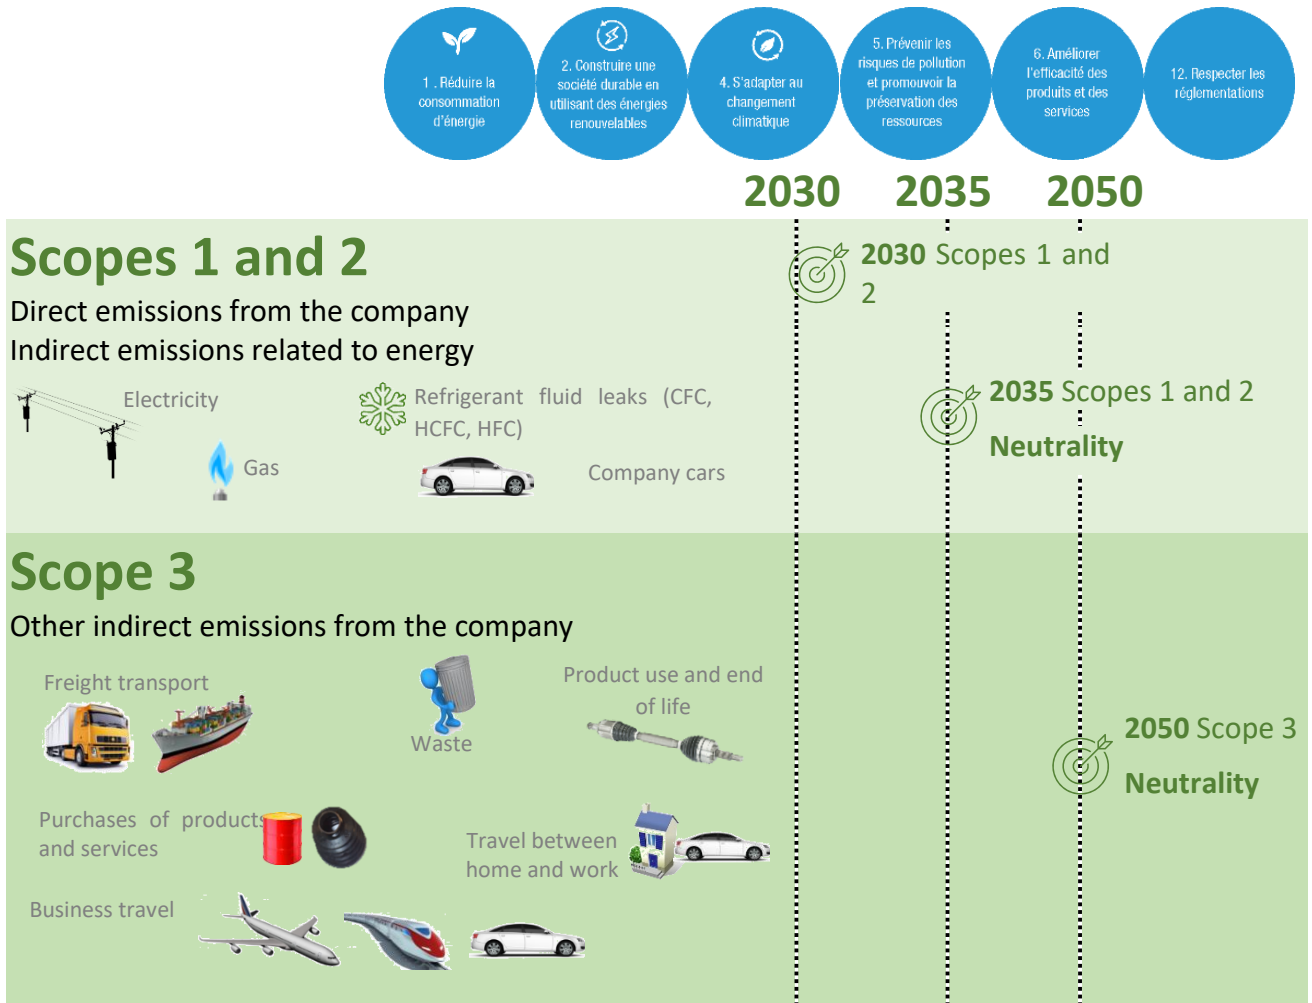 1 . Réduire la
consommation
d'énergie
2. Construire une
société durable en
utilisant des énergies
renouvelables
4. S'adapter au
changement
climatique
5. Prévenir les
risques de pollution
et promouvoir la
préservation des
ressources
6. Améliorer
l'efficacité des
produits et des
services
12. Respecter les
réglementations
2030
2035
2050
Scopes 1 and 2
Direct emissions from the company
Indirect emissions related to energy
Electricity
Gas
Refrigerant fluid leaks (CFC,
HCFC, HFC)
Company cars
2030 Scopes 1 and
2
2035 Scopes 1 and 2
Neutrality
Scope 3
Other indirect emissions from the company
Freight transport
Waste
Product use and end
of life
Purchases of products
and services
Travel between
home and work
Business travel
2050 Scope 3
Neutrality